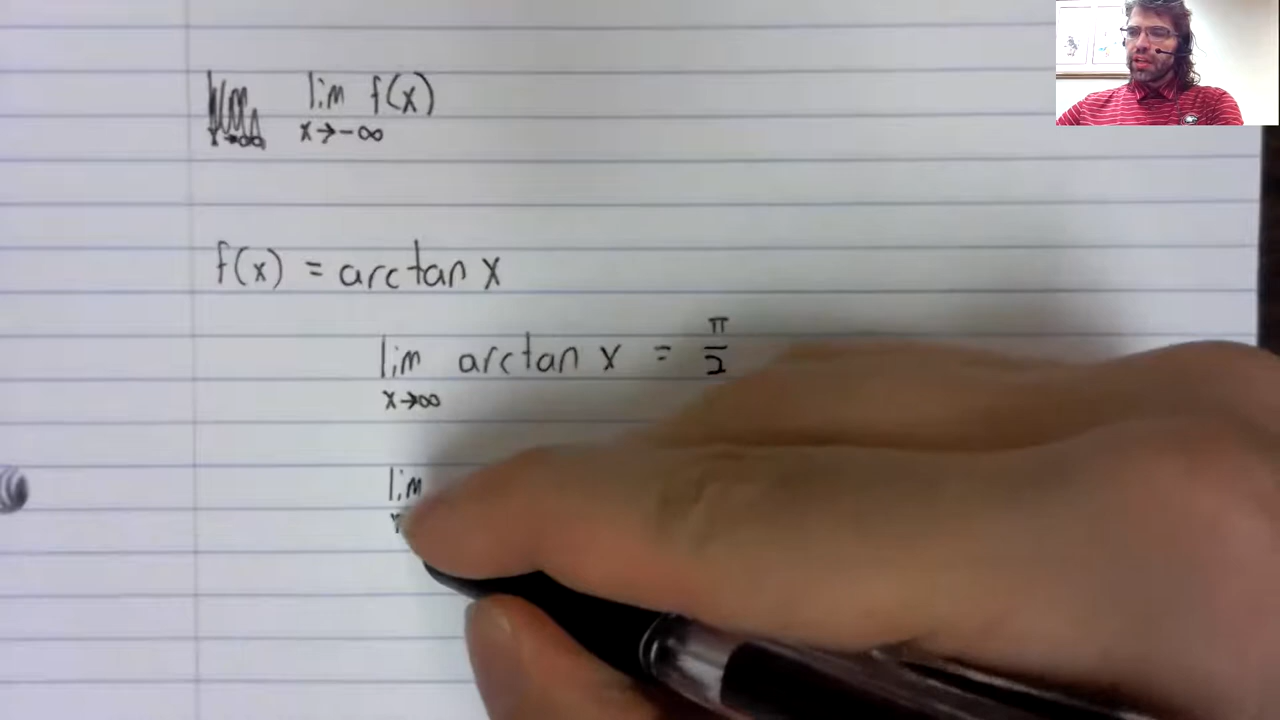 lim f(x)
x→-∞
f(x) = arctan x
lim arctan x = π/2
x→∞
lim